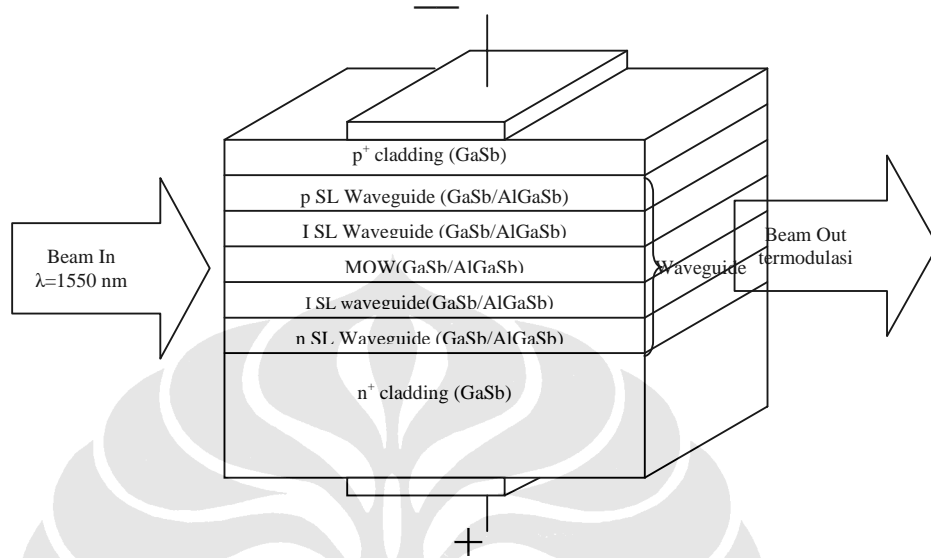 —
p⁺ cladding (GaSb)
p SL Waveguide (GaSb/AlGaSb)
I SL Waveguide (GaSb/AlGaSb)
MQW(GaSb/AlGaSb)
I SL waveguide(GaSb/AlGaSb)
n SL Waveguide (GaSb/AlGaSb)
n⁺ cladding (GaSb)
Beam In
λ=1550 nm
Waveguide
Beam Out
termodulasi
+